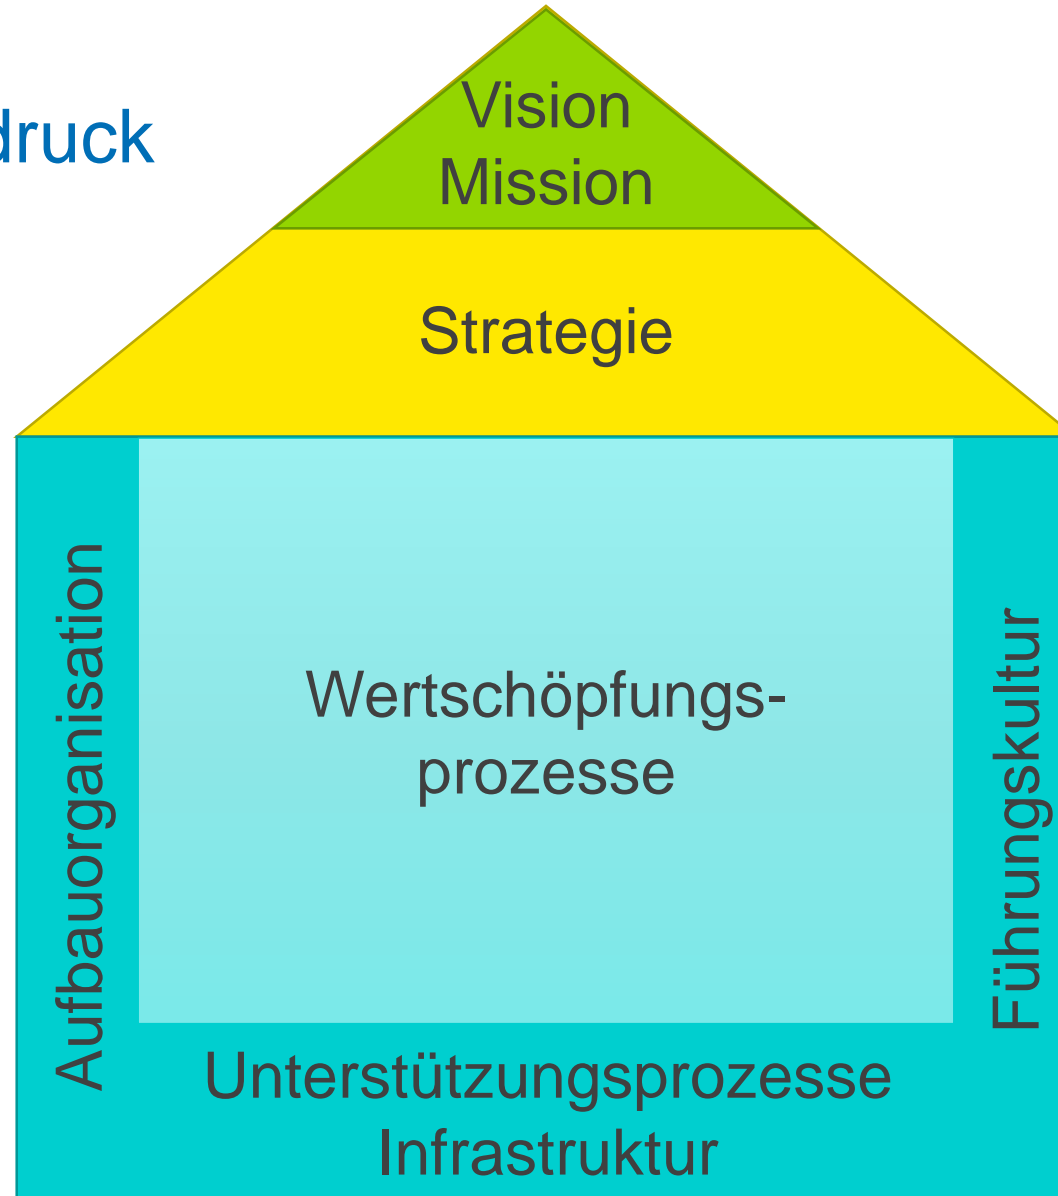 Vision
druck
Mission
Strategie
Aufbauorganisation
Wertschöpfungs-
prozesse
Führungskultur
Unterstützungsprozesse
Infrastruktur